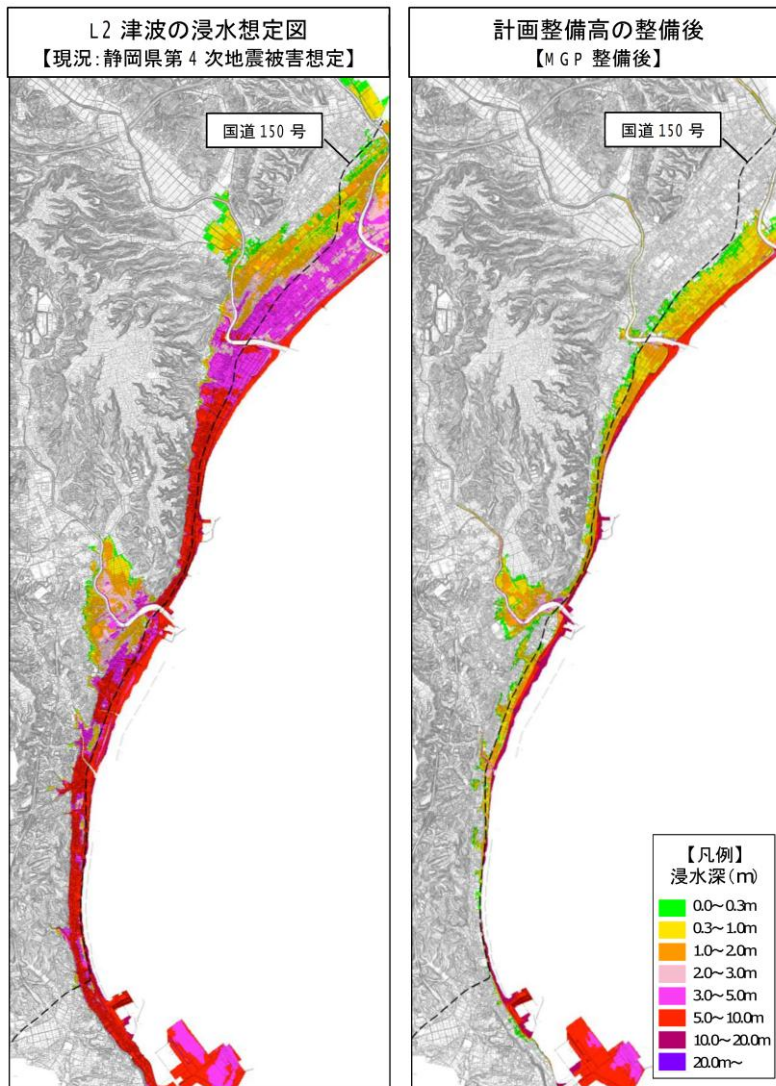 L2 津波の浸水想定図
【現況:静岡県第4次地震被害想定】
国道150号
計画整備高の整備後
【MGP 整備後】
国道150号
【凡例】
浸水深(m)
0.0~0.3m
0.3~1.0m
1.0~2.0m
2.0~3.0m
3.0~5.0m
5.0~10.0m
10.0~20.0m
20.0m~